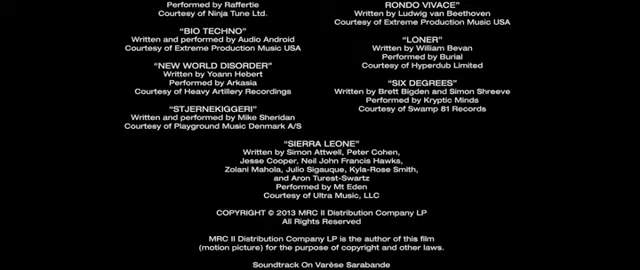 Performed by Raffertie
Courtesy of Ninja Tune Ltd.
"BIO TECHNO"
Written and performed by Audio Android
Courtesy of Extreme Production Music USA
"NEW WORLD DISORDER"
Written by Yoann Hebert
Performed by Arkasia
Courtesy of Heavy Artillery Recordings
"STJERNEKIGGERI"
Written and performed by Mike Sheridan
Courtesy of Playground Music Denmark A/S
RONDO VIVACE"
Written by Ludwig van Beethoven
Courtesy of Extreme Production Music USA
"LONER"
Written by William Bevan
Performed by Burial
Courtesy of Hyperdub Limited
"SIX DEGREES"
Written by Brett Bigden and Simon Shreeve
Performed by Kryptic Minds
Courtesy of Swamp 81 Records
"SIERRA LEONE"
Written by Simon Attwell, Peter Cohen,
Jesse Cooper, Neil John Francis Hawks,
Zolani Mahola, Julio Sigauque, Kyla-Rose Smith,
and Aron Turest-Swartz
Performed by Mt Eden
Courtesy of Ultra Music, LLC
COPYRIGHT © 2013 MRC II Distribution Company LP
All Rights Reserved
MRC II Distribution Company LP is the author of this film
(motion picture) for the purpose of copyright and other laws.
Soundtrack On Varèse Sarabande